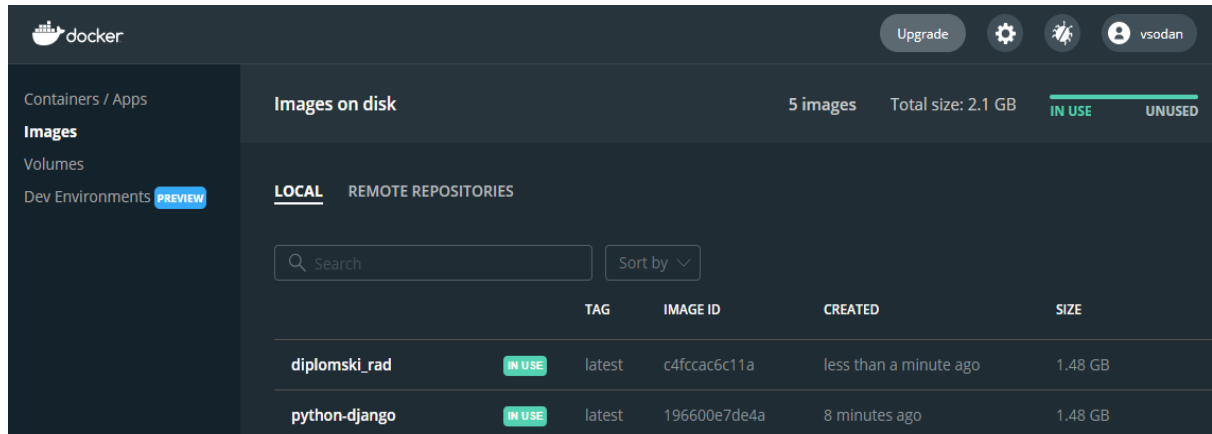 docker
Upgrade
vsodan
Containers / Apps
Images
Volumes
Dev Environments PREVIEW
Images on disk
5 images Total size: 2.1 GB
IN USE UNUSED
LOCAL REMOTE REPOSITORIES
Search
Sort by
TAG IMAGE ID CREATED SIZE
diplomski_rad IN USE latest c4fccac6c11a less than a minute ago 1.48 GB
python-django IN USE latest 196600e7de4a 8 minutes ago 1.48 GB